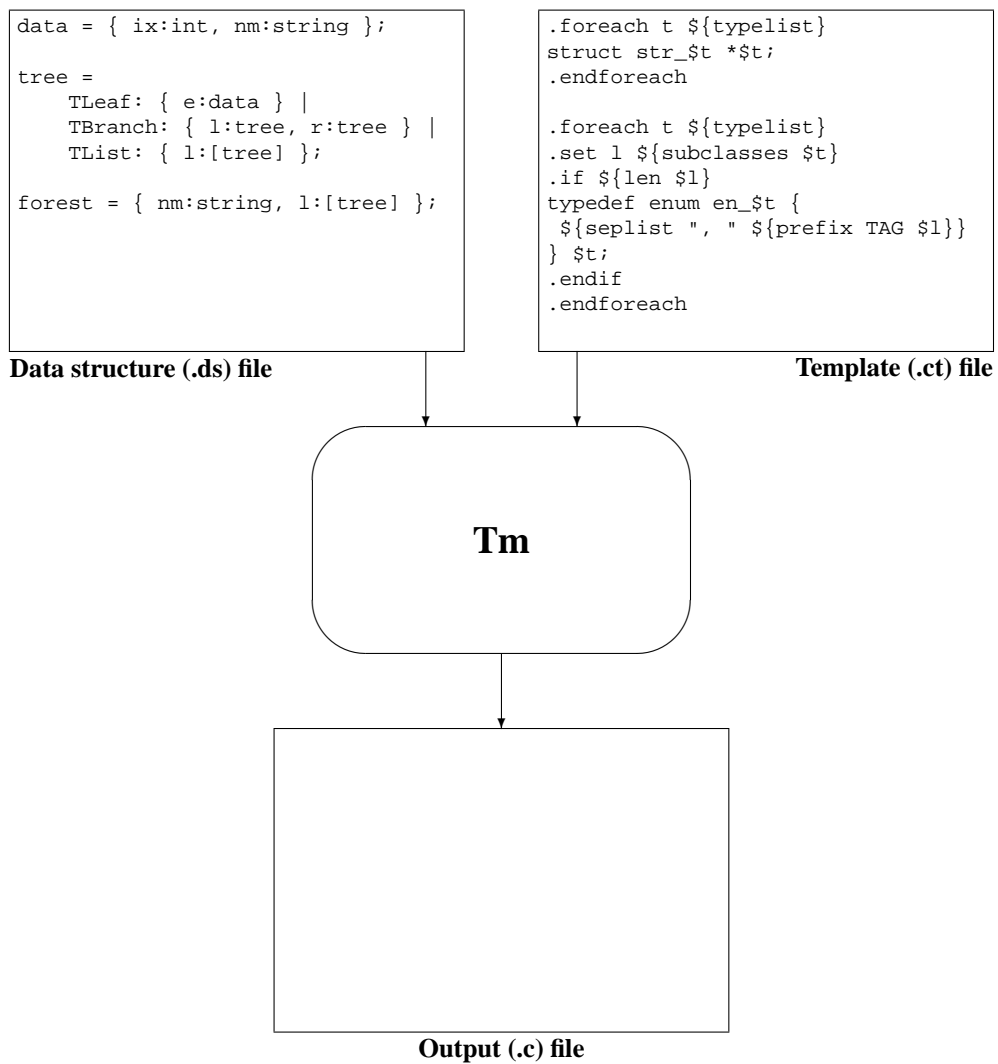 data = { ix:int, nm:string };
tree =
    TLeaf: { e:data } |
    TBranch: { l:tree, r:tree } |
    TList: { l:[tree] };
forest = { nm:string, l:[tree] };
Data structure (.ds) file
.foreach t ${typelist}
struct str_$t *$t;
.endforeach
.foreach t ${typelist}
.set l ${subclasses $t}
.if ${len $l}
typedef enum en_$t {
 ${seplist ", " ${prefix TAG $l}}
} $t;
.endif
.endforeach
Template (.ct) file
Tm
Output (.c) file